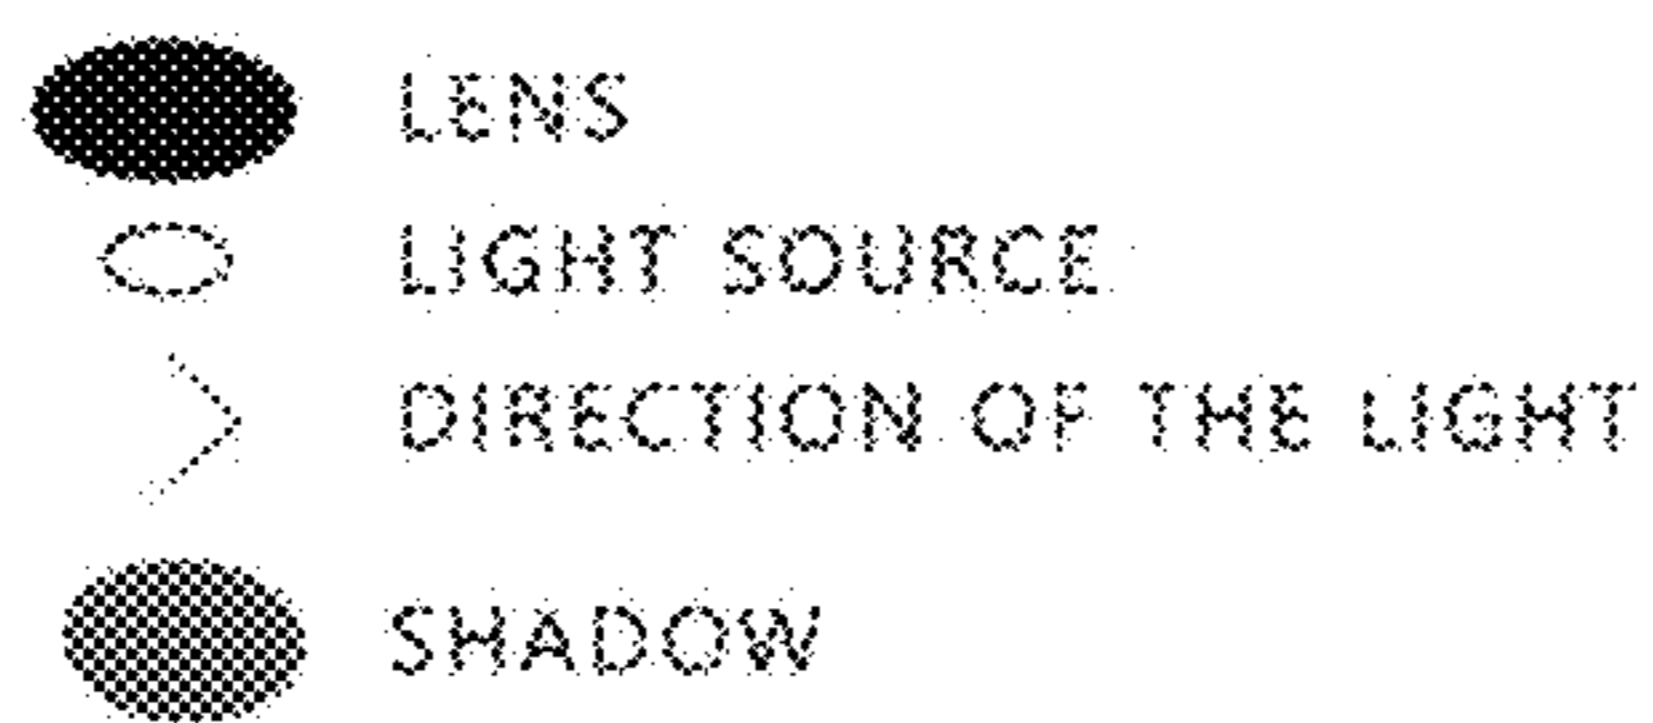 LENS
LIGHT SOURCE
DIRECTION OF THE LIGHT
SHADOW